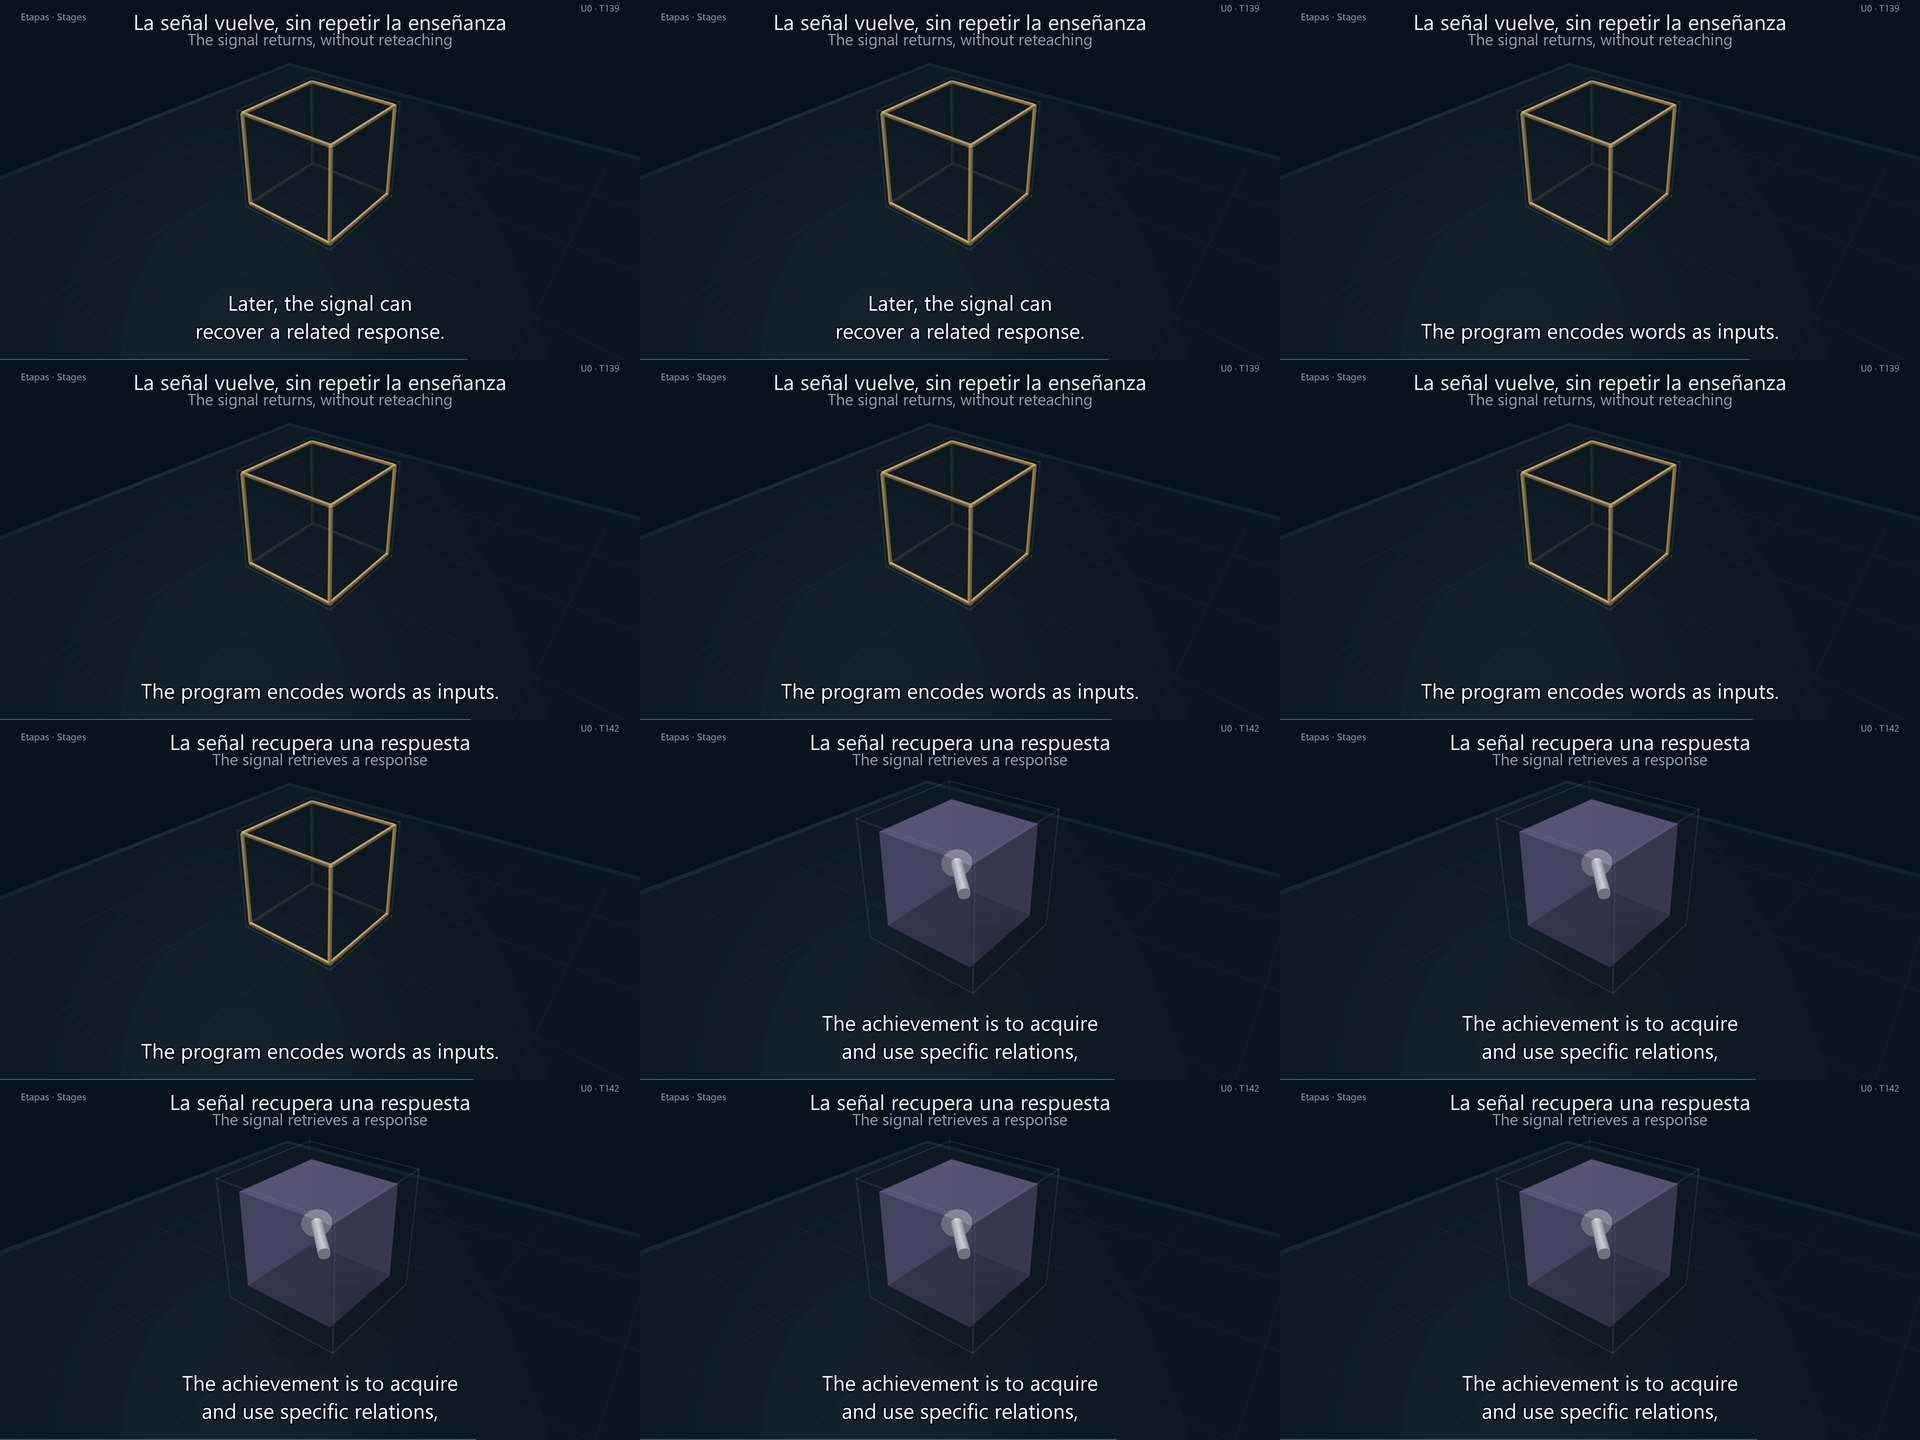 Etapas · Stages
U0 · T139
La señal vuelve, sin repetir la enseñanza
The signal returns, without reteaching
Later, the signal can
recover a related response.
Etapas · Stages
U0 · T139
La señal vuelve, sin repetir la enseñanza
The signal returns, without reteaching
Later, the signal can
recover a related response.
Etapas · Stages
U0 · T139
La señal vuelve, sin repetir la enseñanza
The signal returns, without reteaching
The program encodes words as inputs.
Etapas · Stages
U0 · T139
La señal vuelve, sin repetir la enseñanza
The signal returns, without reteaching
The program encodes words as inputs.
Etapas · Stages
U0 · T139
La señal vuelve, sin repetir la enseñanza
The signal returns, without reteaching
The program encodes words as inputs.
Etapas · Stages
U0 · T139
La señal vuelve, sin repetir la enseñanza
The signal returns, without reteaching
The program encodes words as inputs.
Etapas · Stages
U0 · T142
La señal recupera una respuesta
The signal retrieves a response
The program encodes words as inputs.
Etapas · Stages
U0 · T142
La señal recupera una respuesta
The signal retrieves a response
The achievement is to acquire
and use specific relations,
Etapas · Stages
U0 · T142
La señal recupera una respuesta
The signal retrieves a response
The achievement is to acquire
and use specific relations,
Etapas · Stages
U0 · T142
La señal recupera una respuesta
The signal retrieves a response
The achievement is to acquire
and use specific relations,
Etapas · Stages
U0 · T142
La señal recupera una respuesta
The signal retrieves a response
The achievement is to acquire
and use specific relations,
Etapas · Stages
U0 · T142
La señal recupera una respuesta
The signal retrieves a response
The achievement is to acquire
and use specific relations,